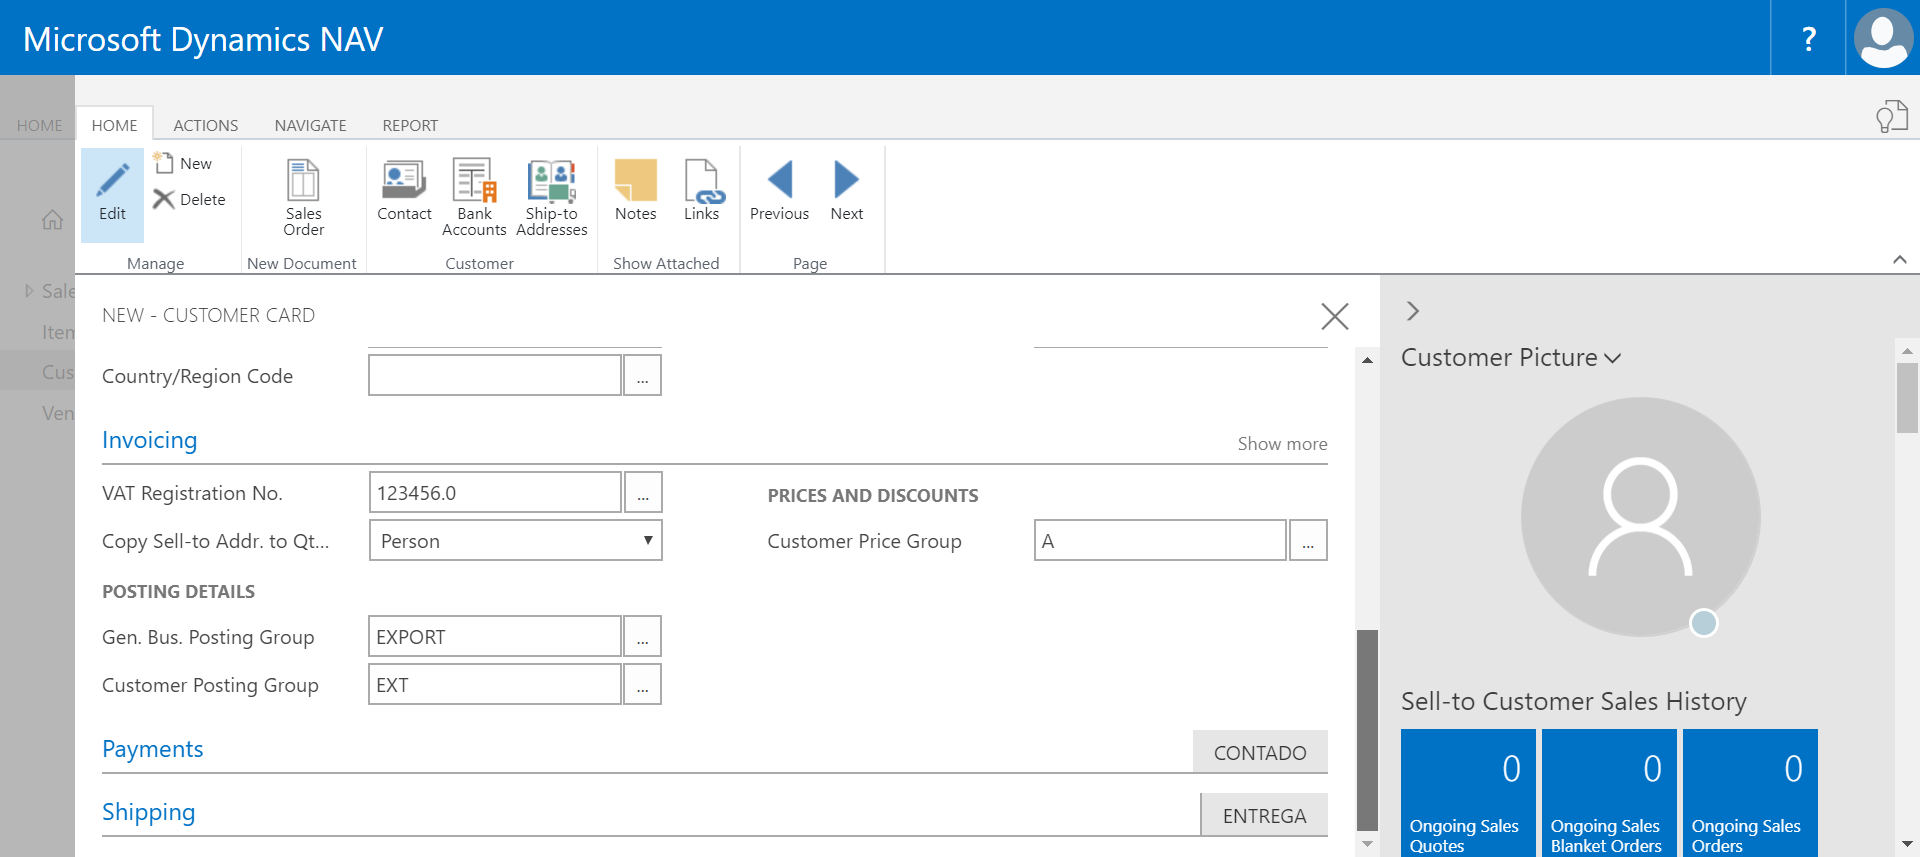 Microsoft Dynamics NAV
?
HOME
HOME
ACTIONS
NAVIGATE
REPORT
Edit
New
Delete
Manage
Sales
Order
New Document
Contact
Bank
Accounts
Ship-to
Addresses
Customer
Notes
Links
Show Attached
Previous
Next
Page
Sale
Item
Cus
Ven
NEW - CUSTOMER CARD
Country/Region Code
...
Invoicing
Show more
VAT Registration No.
123456.0
...
Copy Sell-to Addr. to Qt...
Person
PRICES AND DISCOUNTS
Customer Price Group
A
...
POSTING DETAILS
Gen. Bus. Posting Group
EXPORT
...
Customer Posting Group
EXT
...
Payments
CONTADO
Shipping
ENTREGA
Customer Picture
Sell-to Customer Sales History
0
Ongoing Sales
Quotes
0
Ongoing Sales
Blanket Orders
0
Ongoing Sales
Orders